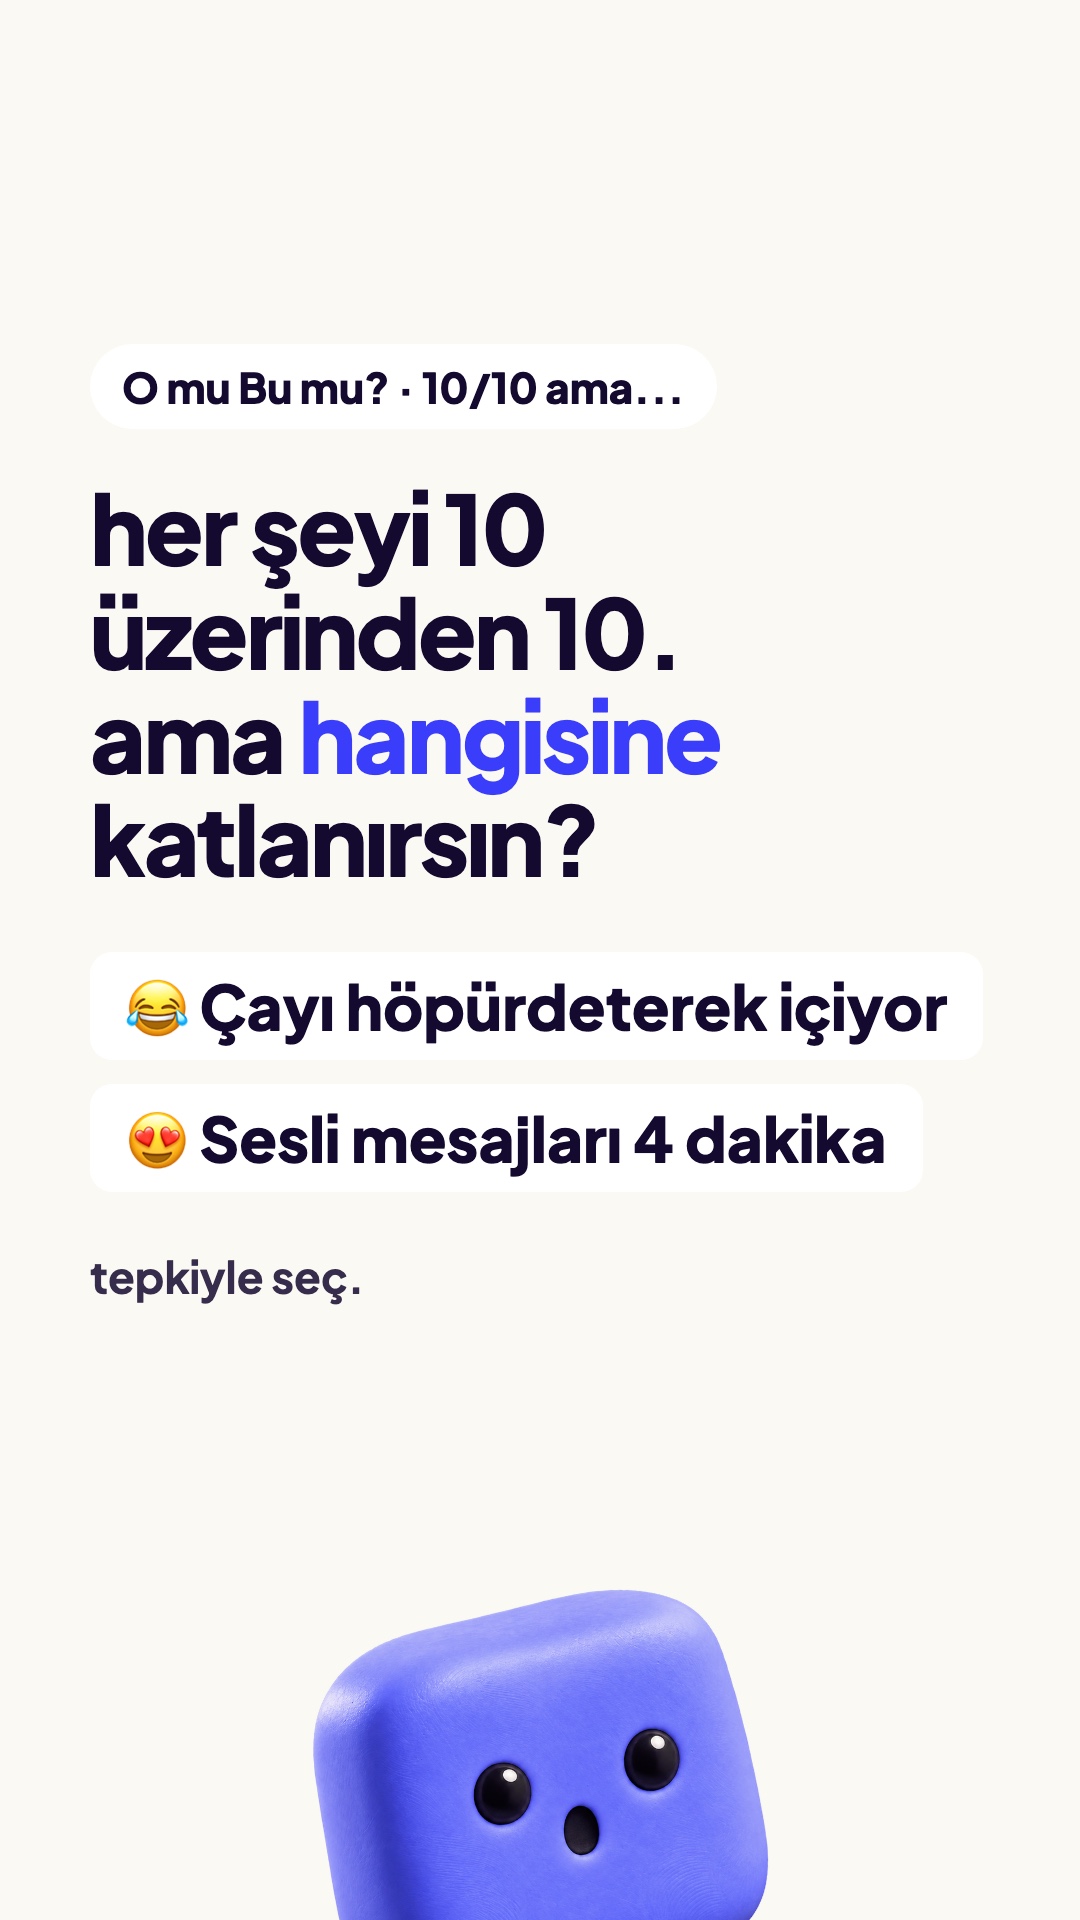 O mu Bu mu? · 10/10 ama...
her şeyi 10
üzerinden 10.
ama hangisine
katlanırsın?
😂 Çayı höpürdeterek içiyor
😍 Sesli mesajları 4 dakika
tepkiyle seç.